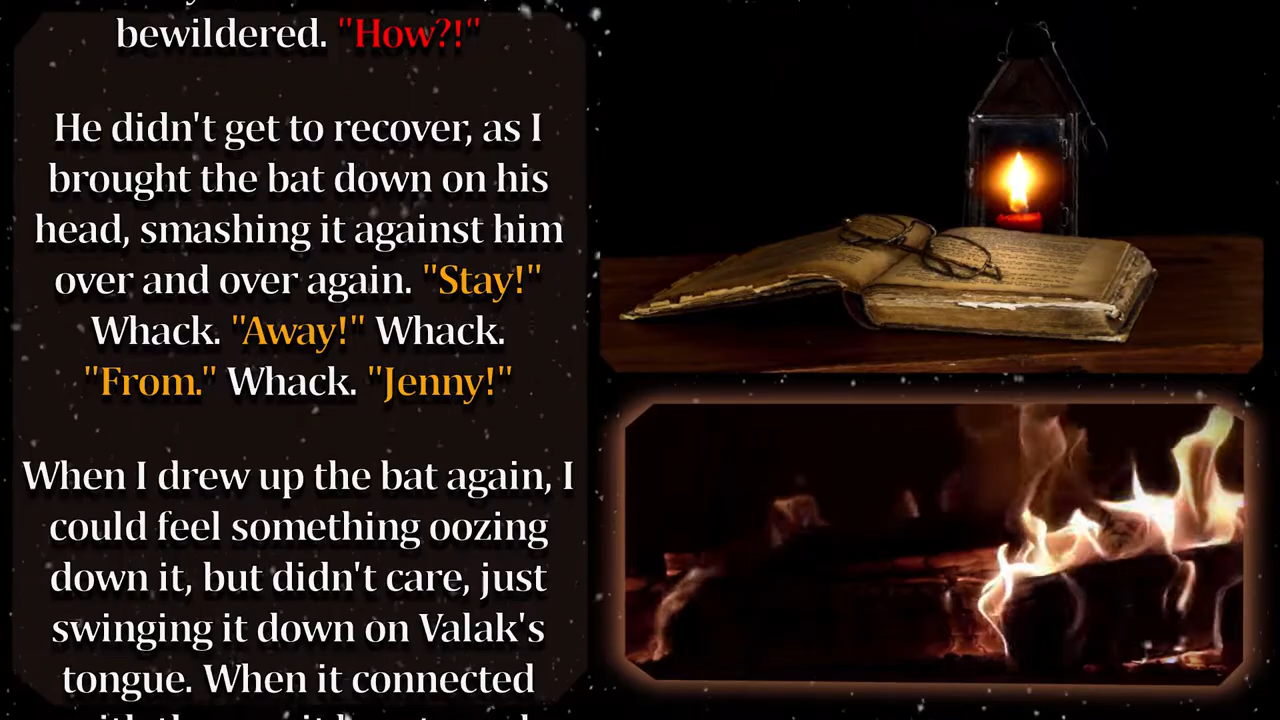 bewildered. "How?!"
He didn't get to recover, as I
brought the bat down on his
head, smashing it against him
over and over again. "Stay!"
Whack. "Away!" Whack.
"From." Whack. "Jenny!"
When I drew up the bat again, I
could feel something oozing
down it, but didn't care, just
swinging it down on Valak's
tongue. When it connected